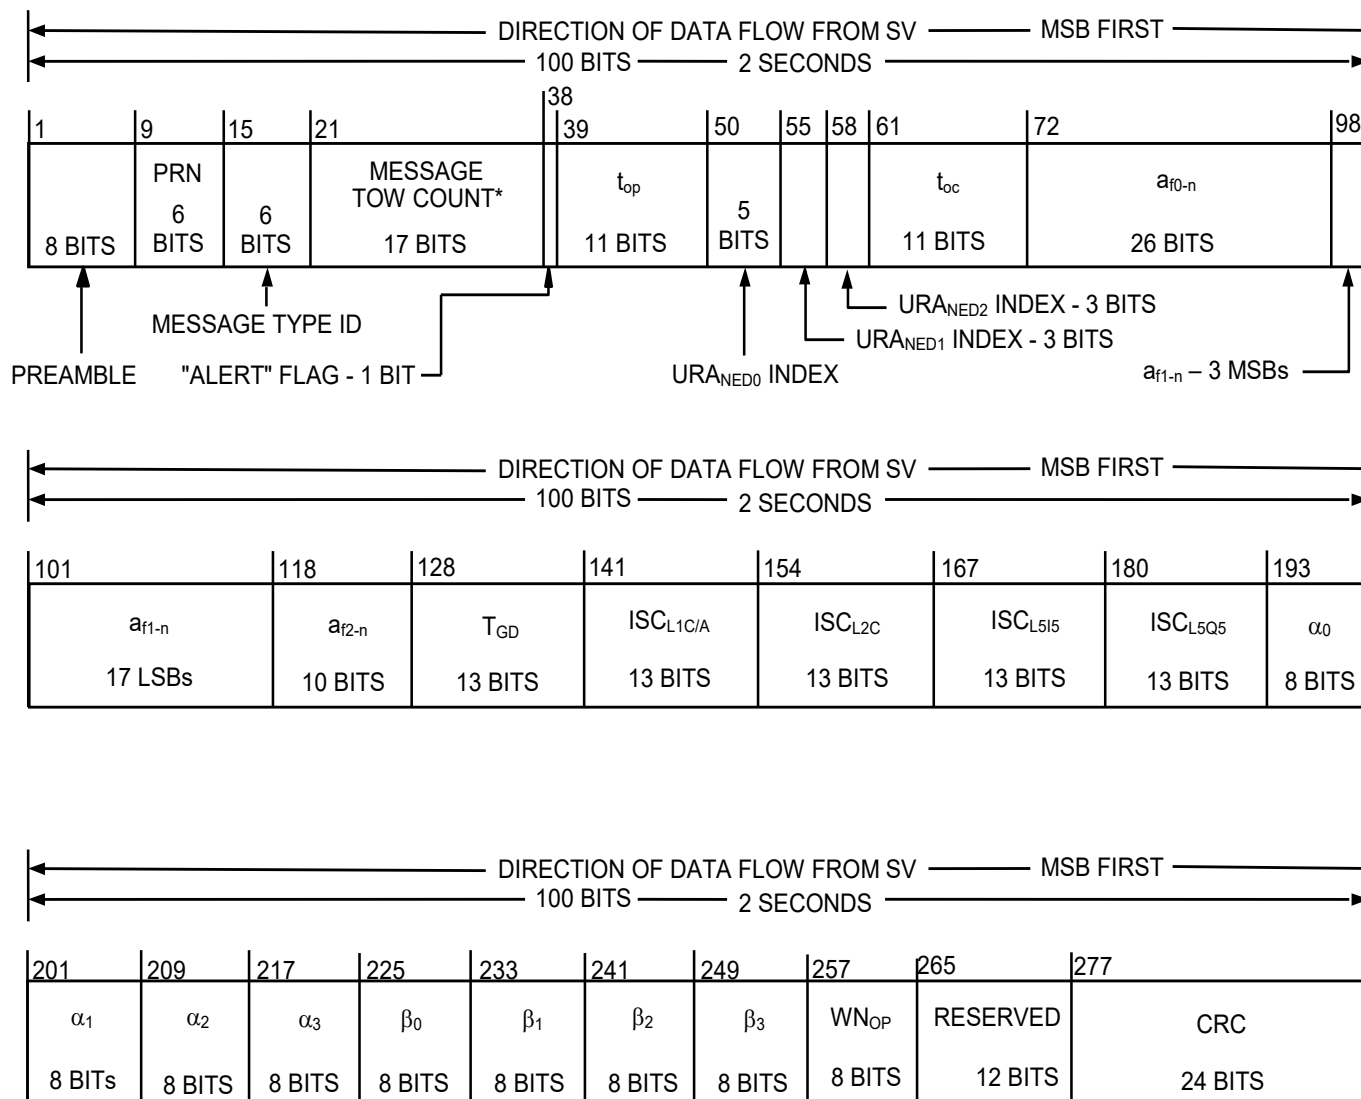 DIRECTION OF DATA FLOW FROM SV MSB FIRST
100 BITS 2 SECONDS
38
1 9 15 21 39 50 55 58 61 72 98
PRN MESSAGE t_op t_oc a_f0-n
TOW COUNT*
6 6 5
8 BITS BITS BITS 17 BITS 11 BITS BITS 11 BITS 26 BITS
URA_NED2 INDEX - 3 BITS
MESSAGE TYPE ID
URA_NED1 INDEX - 3 BITS
PREAMBLE "ALERT" FLAG - 1 BIT URA_NED0 INDEX a_f1-n – 3 MSBs
DIRECTION OF DATA FLOW FROM SV MSB FIRST
100 BITS 2 SECONDS
101 118 128 141 154 167 180 193
a_f1-n a_f2-n T_GD ISC_L1C/A ISC_L2C ISC_L5I5 ISC_L5Q5 α_0
17 LSBs 10 BITS 13 BITS 13 BITS 13 BITS 13 BITS 13 BITS 8 BITS
DIRECTION OF DATA FLOW FROM SV MSB FIRST
100 BITS 2 SECONDS
201 209 217 225 233 241 249 257 265 277
α_1 α_2 α_3 β_0 β_1 β_2 β_3 WN_OP RESERVED CRC
8 BITs 8 BITS 8 BITS 8 BITS 8 BITS 8 BITS 8 BITS 8 BITS 12 BITS 24 BITS